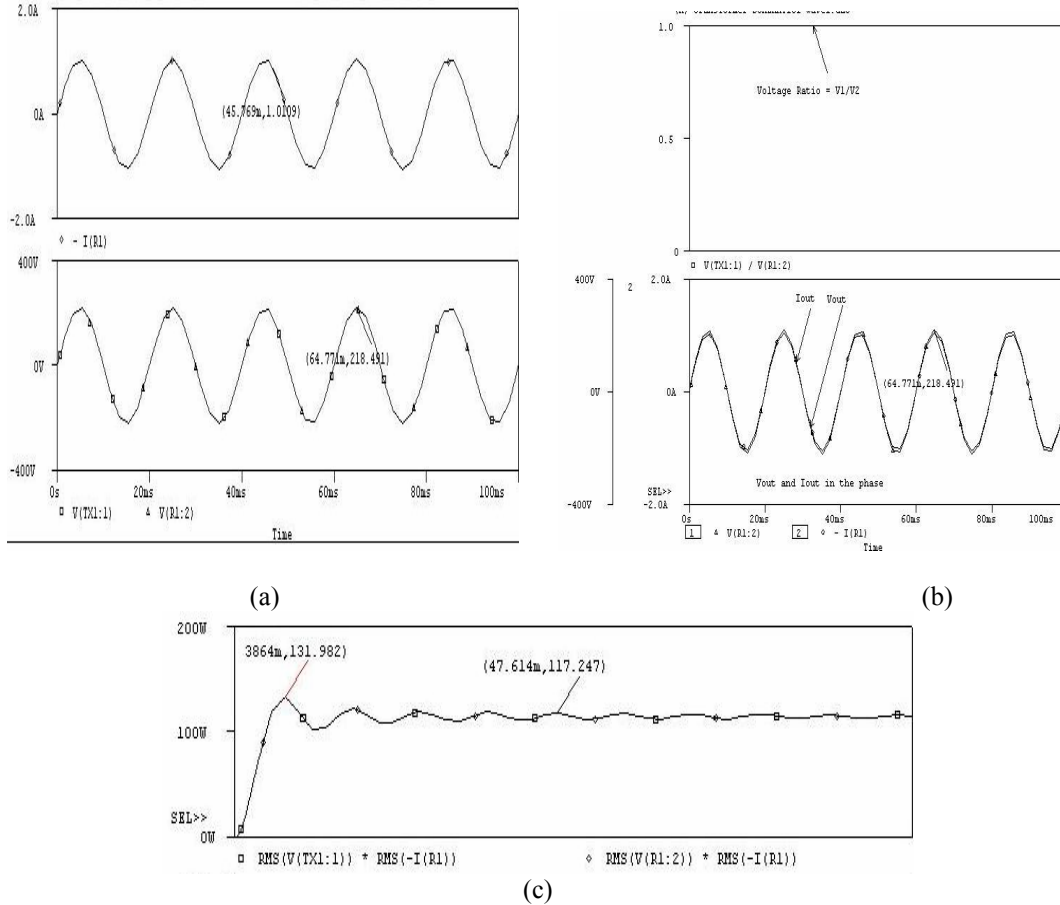 2.0A
0A
(45.769m,1.0109)
-2.0A
- I(R1)
400V
0V
(64.771m,218.491)
-400V
0s 20ms 40ms 60ms 80ms 100ms
V(TX1:1) V(R1:2)
Time
(a)
1.0
Voltage Ratio = V1/V2
0.5
0
V(TX1:1) / V(R1:2)
400V 2 2.0A
Iout Vout
0V 0A
(64.771m,218.491)
Vout and Iout in the phase
SEL>>
-400V -2.0A
0s 20ms 40ms 60ms 80ms 100ms
1 V(R1:2) 2 - I(R1)
Time
(b)
200W
3864m,131.982)
(47.614m,117.247)
100W
SEL>>
0W
RMS(V(TX1:1)) * RMS(-I(R1)) RMS(V(R1:2)) * RMS(-I(R1))
(c)